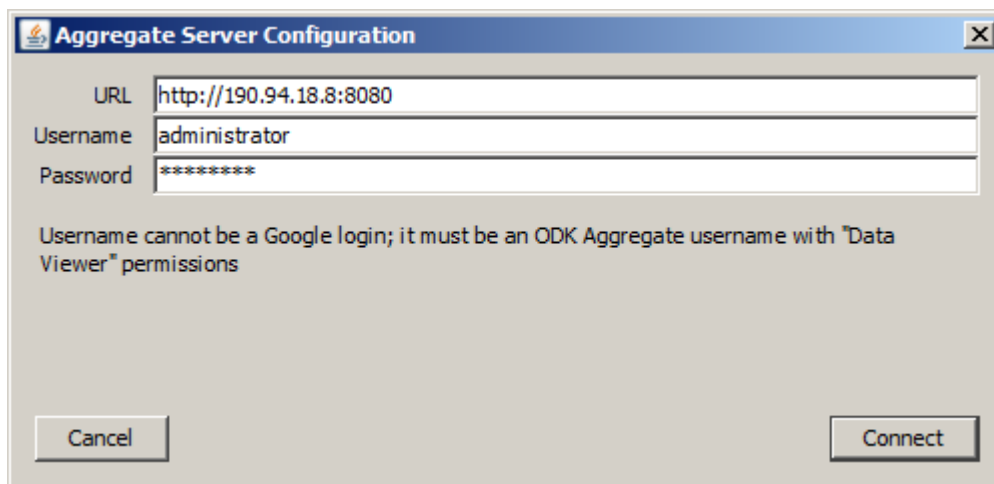 Aggregate Server Configuration
URL http://190.94.18.8:8080
Username administrator
Password ********
Username cannot be a Google login; it must be an ODK Aggregate username with "Data
Viewer" permissions
Cancel Connect